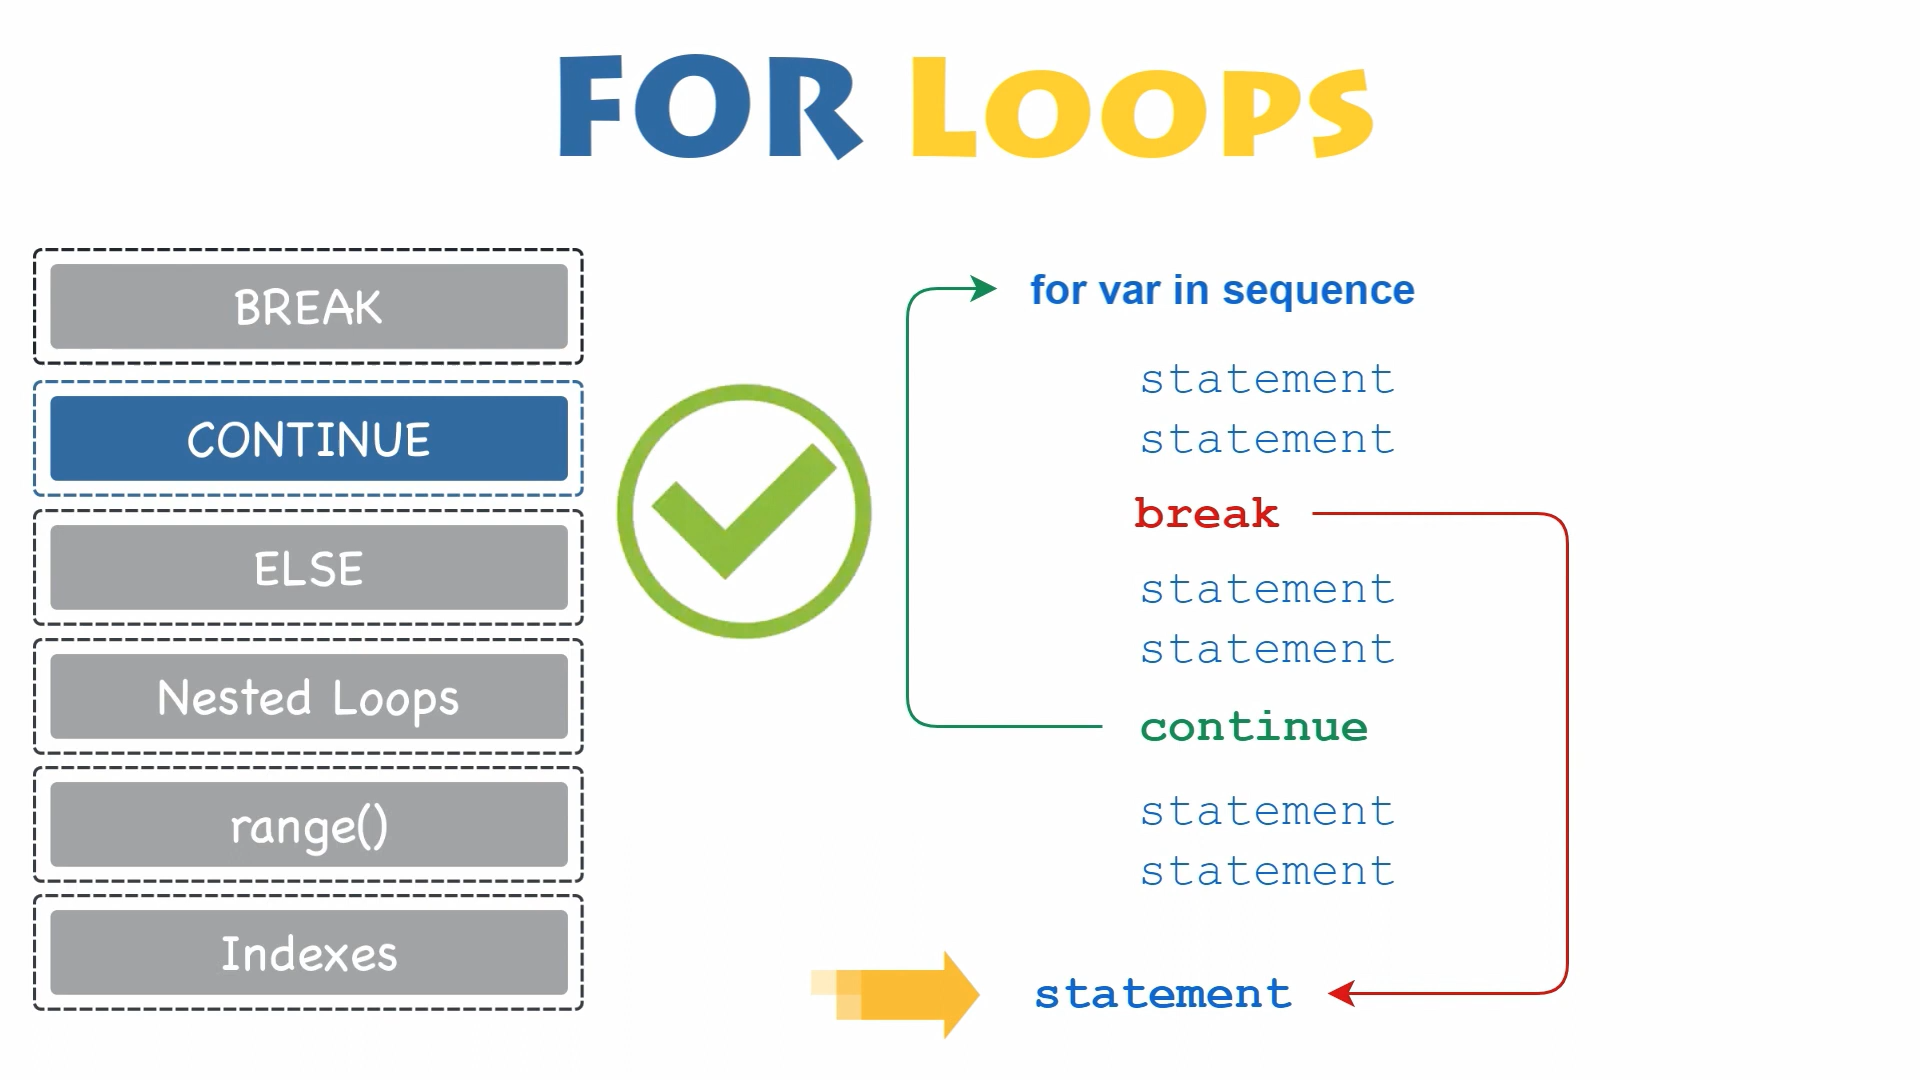 FOR LOOPS
BREAK
CONTINUE
ELSE
Nested Loops
range()
Indexes
for var in sequence
statement
statement
break
statement
statement
continue
statement
statement
statement